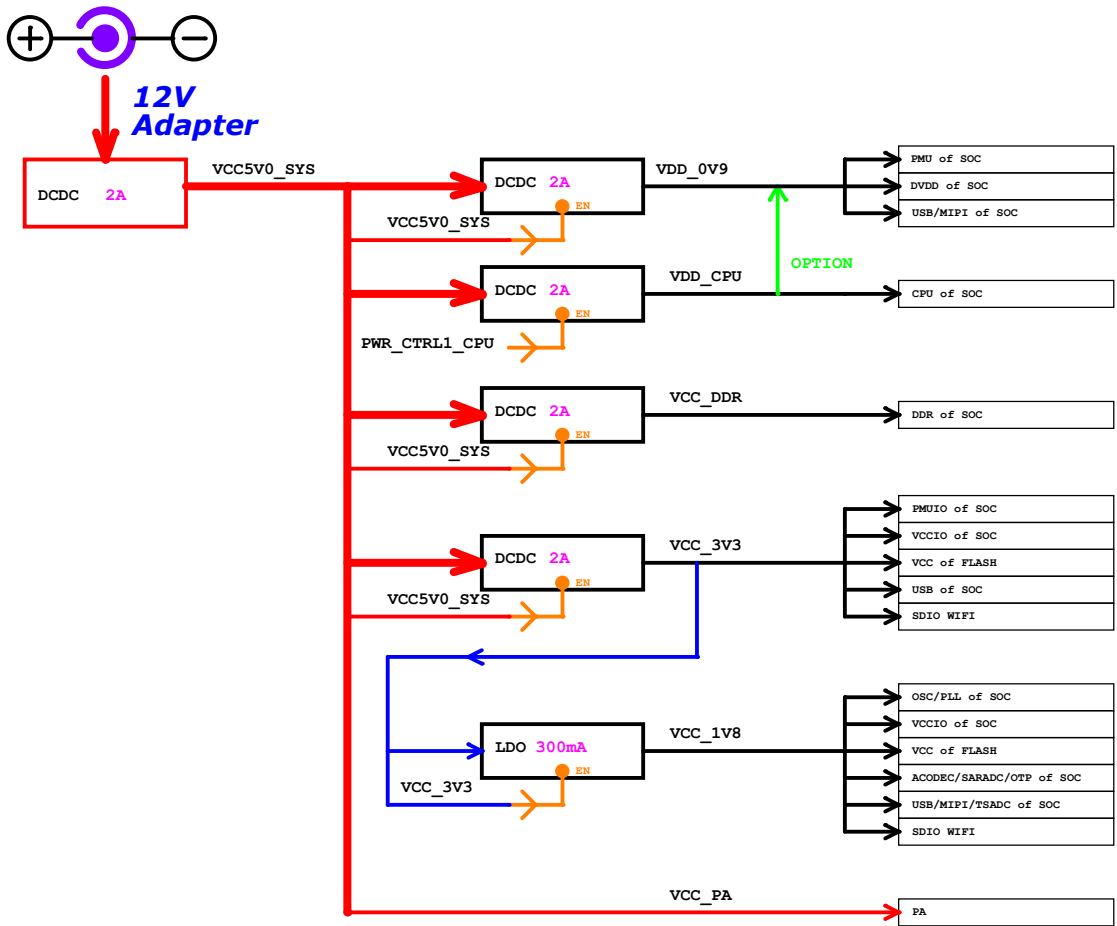 12V
Adapter
DCDC 2A
VCC5V0_SYS
DCDC 2A
EN
VCC5V0_SYS
VDD_0V9
PMU of SOC
DVDD of SOC
USB/MIPI of SOC
OPTION
DCDC 2A
EN
PWR_CTRL1_CPU
VDD_CPU
CPU of SOC
DCDC 2A
EN
VCC5V0_SYS
VCC_DDR
DDR of SOC
DCDC 2A
EN
VCC5V0_SYS
VCC_3V3
PMUIO of SOC
VCCIO of SOC
VCC of FLASH
USB of SOC
SDIO WIFI
LDO 300mA
EN
VCC_3V3
VCC_1V8
OSC/PLL of SOC
VCCIO of SOC
VCC of FLASH
ACODEC/SARADC/OTP of SOC
USB/MIPI/TSADC of SOC
SDIO WIFI
VCC_PA
PA